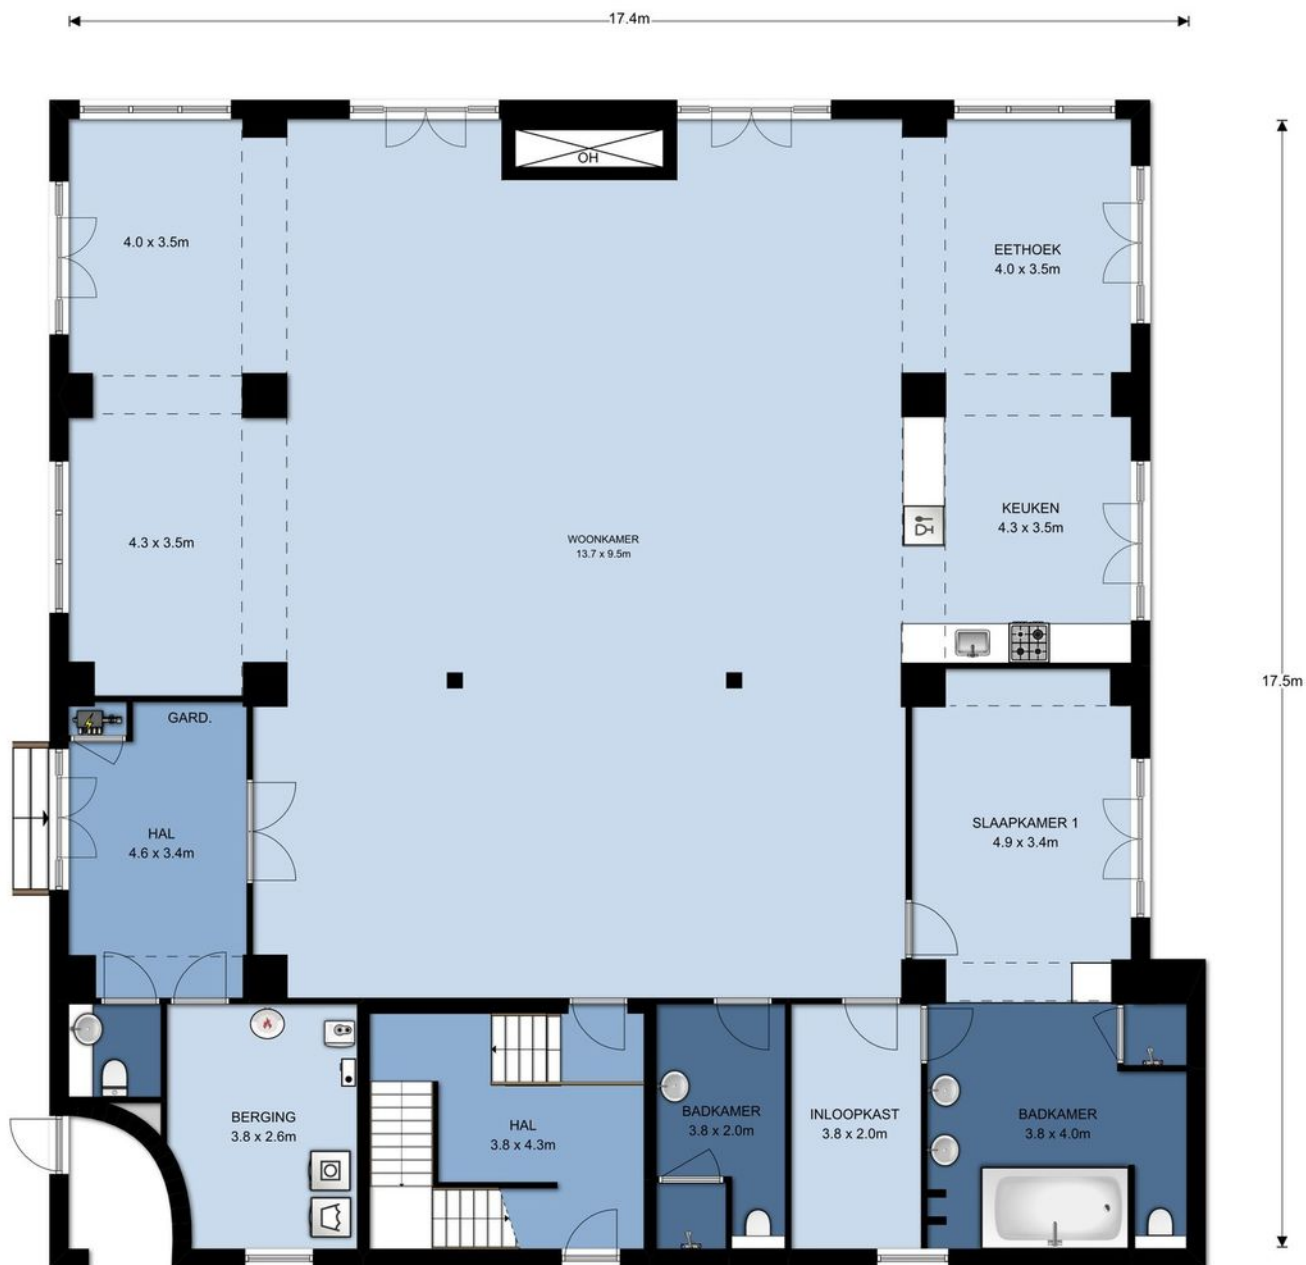 17.4m
OH
4.0 x 3.5m
EETHOEK
4.0 x 3.5m
4.3 x 3.5m
WOONKAMER
13.7 x 9.5m
KEUKEN
4.3 x 3.5m
17.5m
GARD.
HAL
4.6 x 3.4m
SLAAPKAMER 1
4.9 x 3.4m
BERGING
3.8 x 2.6m
HAL
3.8 x 4.3m
BADKAMER
3.8 x 2.0m
INLOOPKAST
3.8 x 2.0m
BADKAMER
3.8 x 4.0m